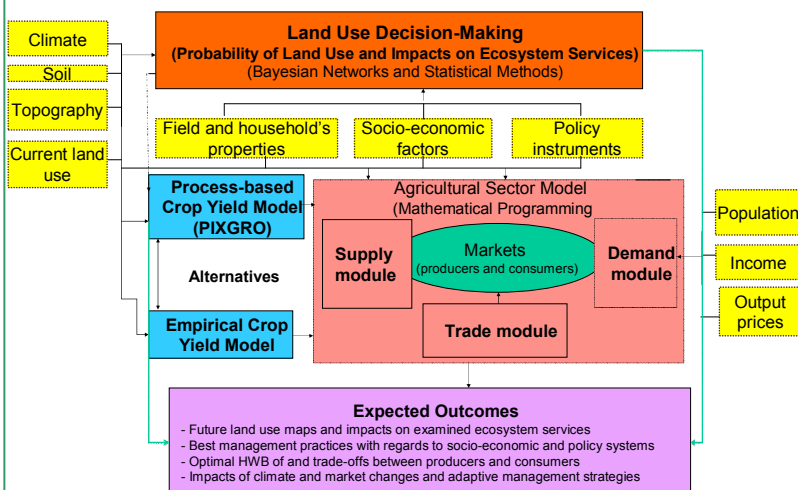 Land Use Decision-Making
(Probability of Land Use and Impacts on Ecosystem Services)
(Bayesian Networks and Statistical Methods)
Climate
Soil
Topography
Current land
use
Field and household's
properties
Socio-economic
factors
Policy
instruments
Process-based
Crop Yield Model
(PIXGRO)
Alternatives
Empirical Crop
Yield Model
Agricultural Sector Model
(Mathematical Programming
Supply
module
Markets
(producers and consumers)
Demand
module
Trade module
Population
Income
Output
prices
Expected Outcomes
- Future land use maps and impacts on examined ecosystem services
- Best management practices with regards to socio-economic and policy systems
- Optimal HWB of and trade-offs between producers and consumers
- Impacts of climate and market changes and adaptive management strategies